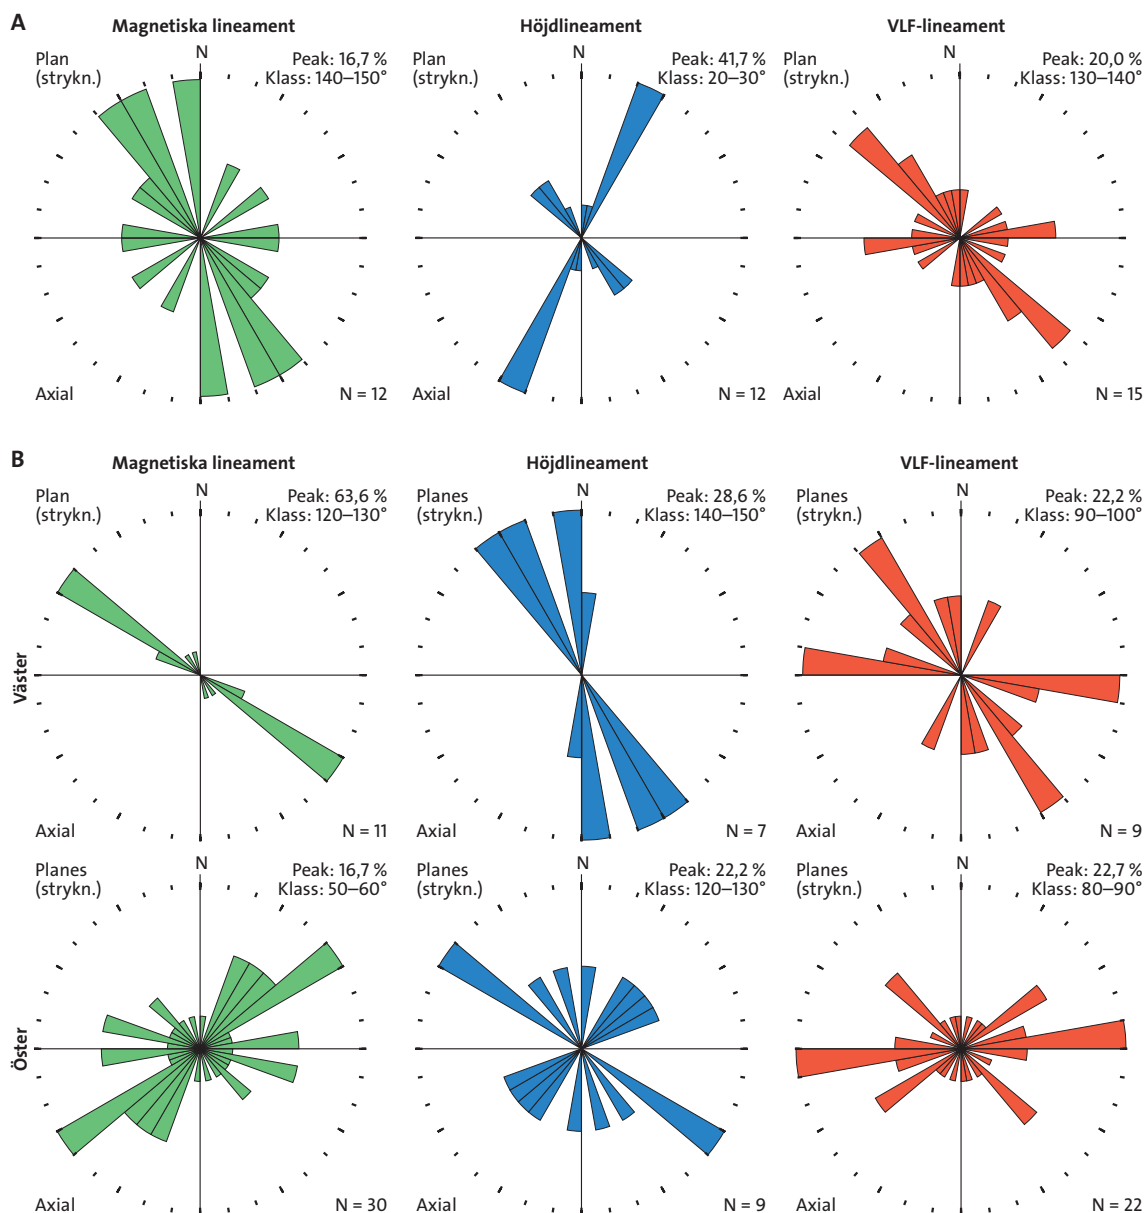 A
Magnetiska lineament
Plan
(strykn.)
N
Peak: 16,7 %
Klass: 140–150°
Axial
N = 12
Höjdlineament
Plan
(strykn.)
N
Peak: 41,7 %
Klass: 20–30°
Axial
N = 12
VLF-lineament
Plan
(strykn.)
N
Peak: 20,0 %
Klass: 130–140°
Axial
N = 15
B
Väster
Magnetiska lineament
Plan
(strykn.)
N
Peak: 63,6 %
Klass: 120–130°
Axial
N = 11
Höjdlineament
Planes
(strykn.)
N
Peak: 28,6 %
Klass: 140–150°
Axial
N = 7
VLF-lineament
Planes
(strykn.)
N
Peak: 22,2 %
Klass: 90–100°
Axial
N = 9
Öster
Planes
(strykn.)
N
Peak: 16,7 %
Klass: 50–60°
Axial
N = 30
Planes
(strykn.)
N
Peak: 22,2 %
Klass: 120–130°
Axial
N = 9
Planes
(strykn.)
N
Peak: 22,7 %
Klass: 80–90°
Axial
N = 22